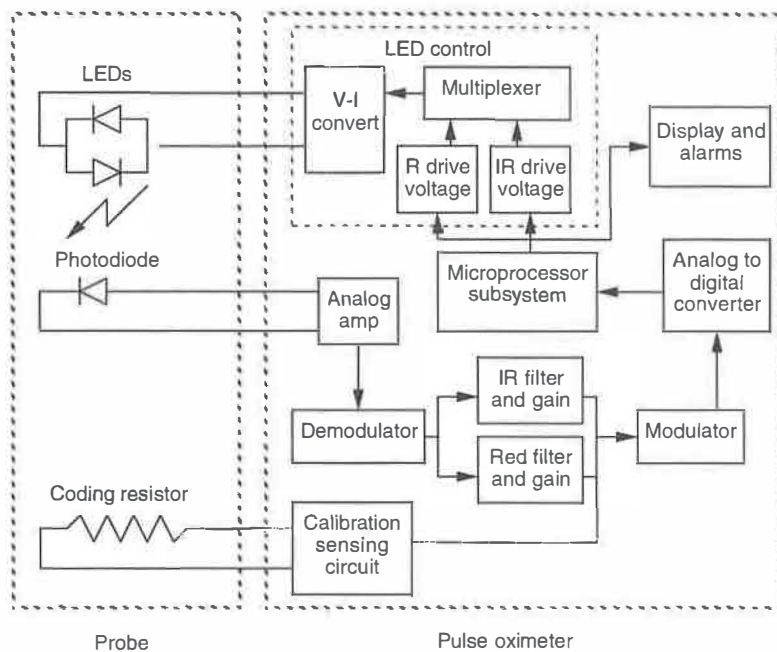 LED control
LEDs
V-I
convert
Multiplexer
R drive
voltage
IR drive
voltage
Display and
alarms
Photodiode
Analog
amp
Microprocessor
subsystem
Analog to
digital
converter
IR filter
and gain
Demodulator
Red filter
and gain
Modulator
Coding resistor
Calibration
sensing
circuit
Probe
Pulse oximeter